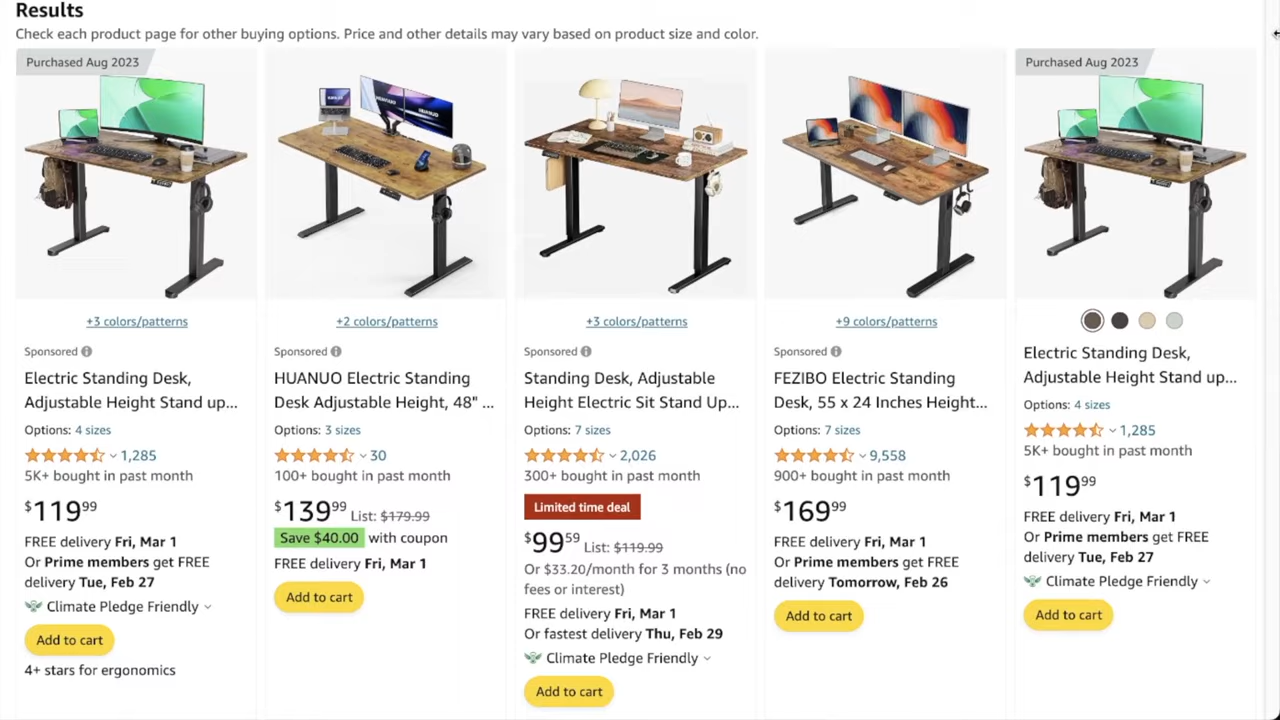 Results
Check each product page for other buying options. Price and other details may vary based on product size and color.
Purchased Aug 2023
+3 colors/patterns
Sponsored
Electric Standing Desk,
Adjustable Height Stand up...
Options: 4 sizes
1,285
5K+ bought in past month
$119.99
FREE delivery Fri, Mar 1
Or Prime members get FREE
delivery Tue, Feb 27
Climate Pledge Friendly
Add to cart
4+ stars for ergonomics
HUANUO
HUANUO
+2 colors/patterns
Sponsored
HUANUO Electric Standing
Desk Adjustable Height, 48" ...
Options: 3 sizes
30
100+ bought in past month
$139.99 List: $179.99
Save $40.00 with coupon
FREE delivery Fri, Mar 1
Add to cart
+3 colors/patterns
Sponsored
Standing Desk, Adjustable
Height Electric Sit Stand Up...
Options: 7 sizes
2,026
300+ bought in past month
Limited time deal
$99.59 List: $119.99
Or $33.20/month for 3 months (no
fees or interest)
FREE delivery Fri, Mar 1
Or fastest delivery Thu, Feb 29
Climate Pledge Friendly
Add to cart
+9 colors/patterns
Sponsored
FEZIBO Electric Standing
Desk, 55 x 24 Inches Height...
Options: 7 sizes
9,558
900+ bought in past month
$169.99
FREE delivery Fri, Mar 1
Or Prime members get FREE
delivery Tomorrow, Feb 26
Add to cart
Purchased Aug 2023
Electric Standing Desk,
Adjustable Height Stand up...
Options: 4 sizes
1,285
5K+ bought in past month
$119.99
FREE delivery Fri, Mar 1
Or Prime members get FREE
delivery Tue, Feb 27
Climate Pledge Friendly
Add to cart